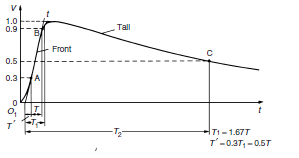 V
t
1.0
0.9
B
Tall
Front
C
0.5
0.3
A
0
O₁
T
t
T′
T₁
T₂
T₁ = 1.67T
T′ = 0.3T₁ = 0.5T